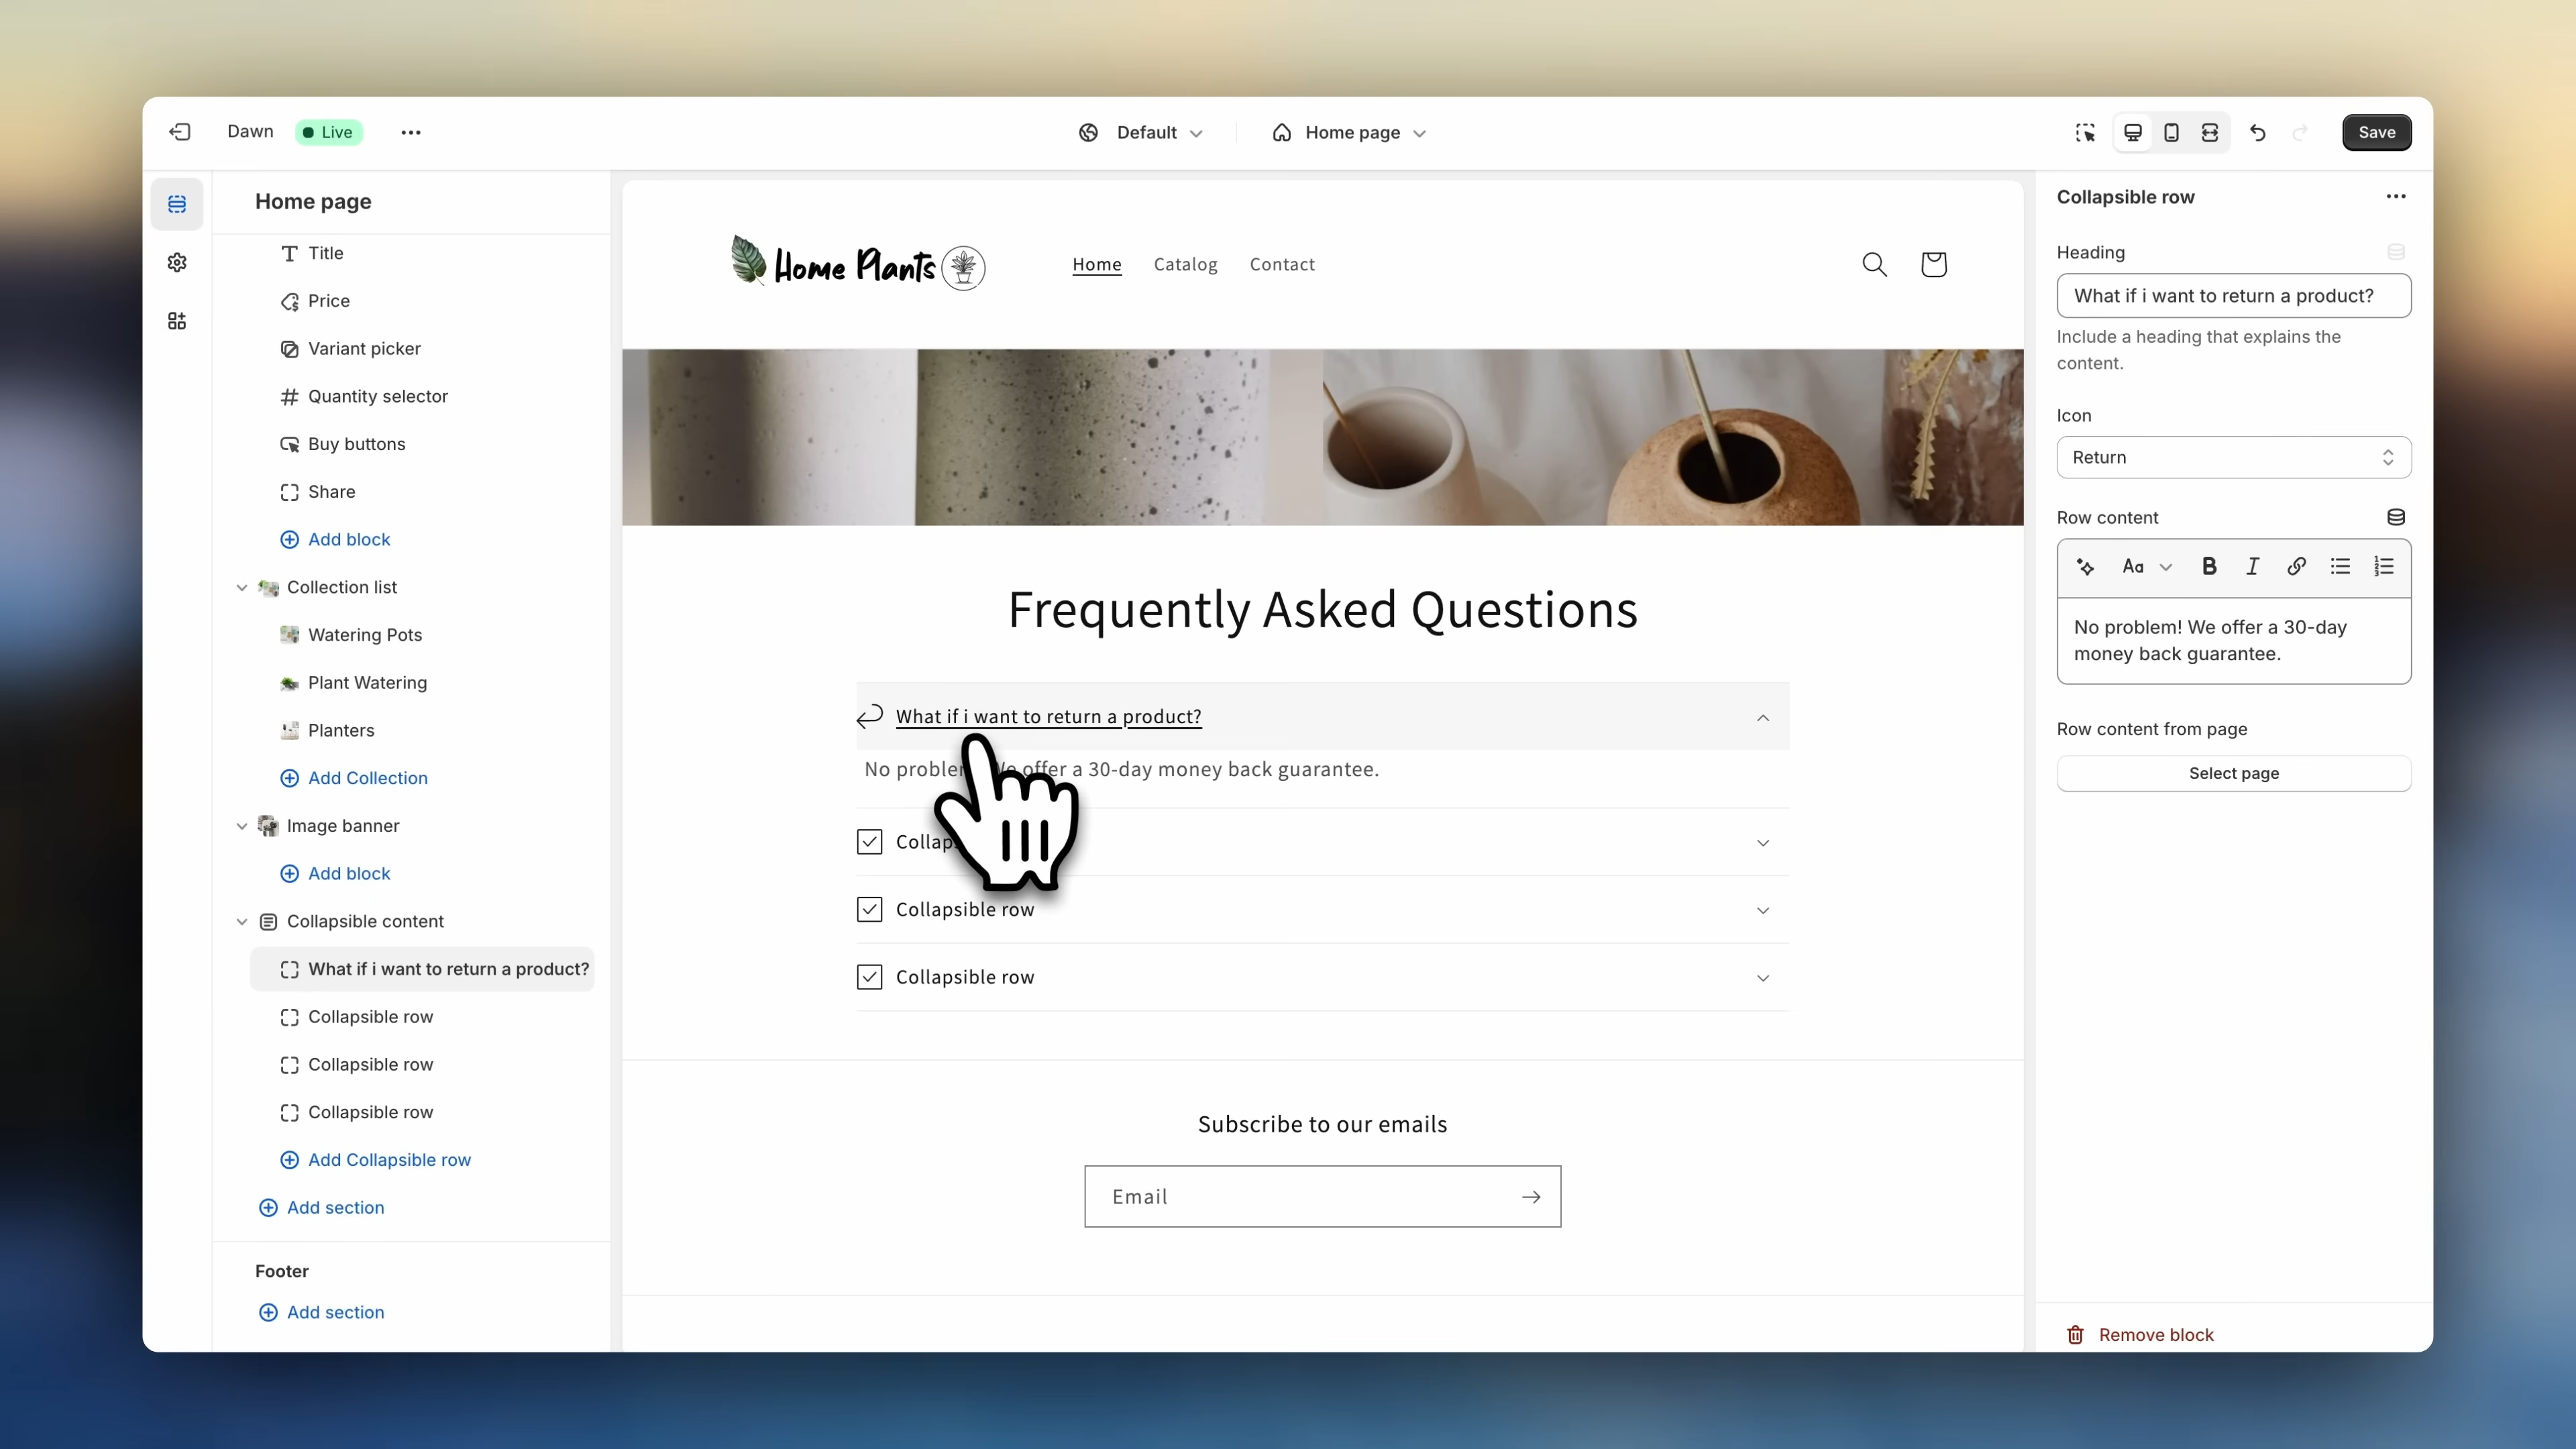 Dawn
Live
Default
Home page
Save
Home page
Title
Price
Variant picker
Quantity selector
Buy buttons
Share
Add block
Collection list
Watering Pots
Plant Watering
Planters
Add Collection
Image banner
Add block
Collapsible content
What if i want to return a product?
Collapsible row
Collapsible row
Collapsible row
Add Collapsible row
Add section
Footer
Add section
Home Plants
Home
Catalog
Contact
Frequently Asked Questions
What if i want to return a product?
offer a 30-day money back guarantee.
Collapsible row
Collapsible row
Subscribe to our emails
Email
Collapsible row
Heading
What if i want to return a product?
Include a heading that explains the
content.
Icon
Return
Row content
Aa
B
I
No problem! We offer a 30-day
money back guarantee.
Row content from page
Select page
Remove block